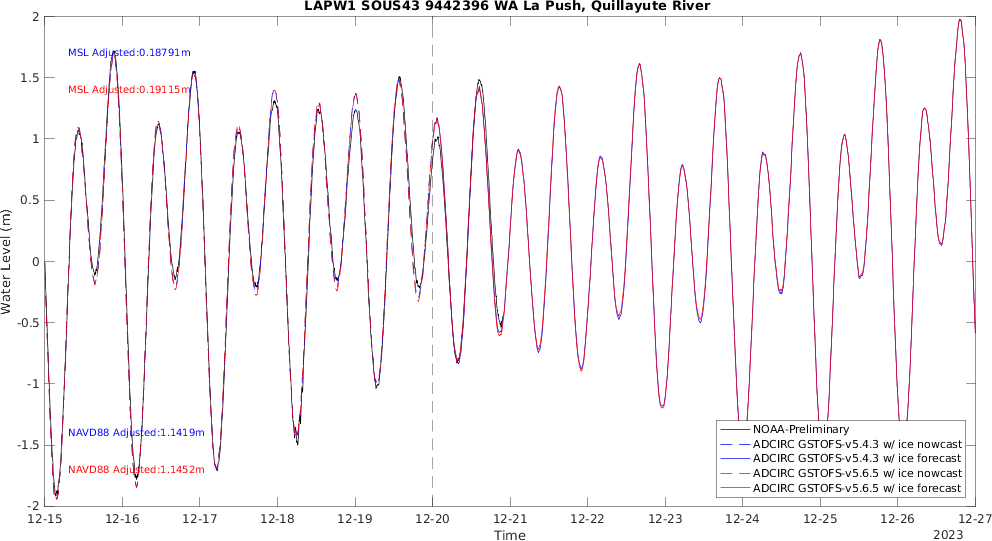 LAPW1 SOUS43 9442396 WA La Push, Quillayute River
2
1.5
1
0.5
0
-0.5
-1
-1.5
-2
Water Level (m)
MSL Adjusted:0.18791m
MSL Adjusted:0.19115m
NAVD88 Adjusted:1.1419m
NAVD88 Adjusted:1.1452m
NOAA-Preliminary
ADCIRC GSTOFS-v5.4.3 w/ ice nowcast
ADCIRC GSTOFS-v5.4.3 w/ ice forecast
ADCIRC GSTOFS-v5.6.5 w/ ice nowcast
ADCIRC GSTOFS-v5.6.5 w/ ice forecast
12-15 12-16 12-17 12-18 12-19 12-20 12-21 12-22 12-23 12-24 12-25 12-26 12-27
Time
2023